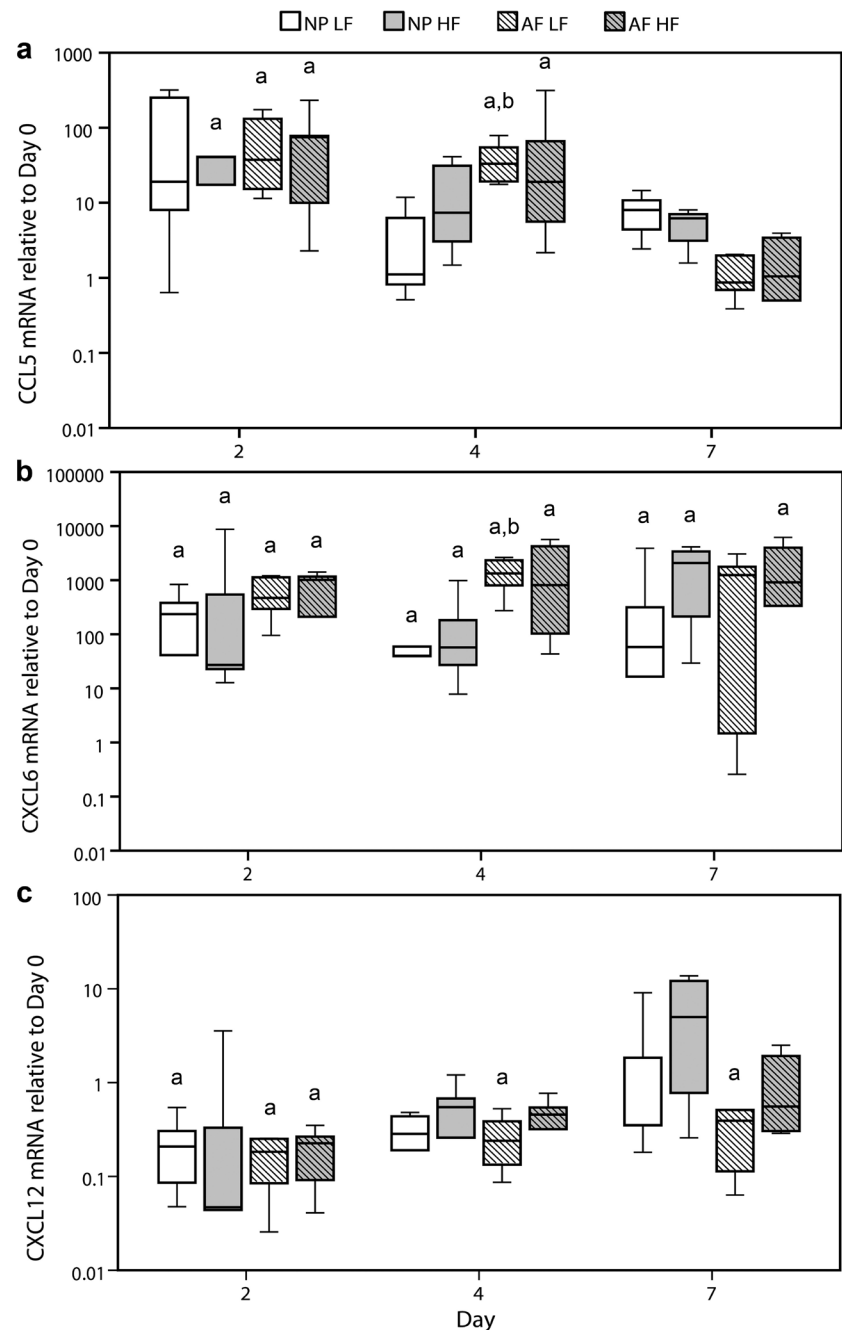 NP LF NP HF AF LF AF HF
a
CCL5 mRNA relative to Day 0
1000
100
10
1
0.1
0.01
a a a a
a,b a
2 4 7
b
CXCL6 mRNA relative to Day 0
100000
10000
1000
100
10
1
0.1
0.01
a a a a
a a a,b a
a a a
2 4 7
c
CXCL12 mRNA relative to Day 0
100
10
1
0.1
0.01
a a a
a
a
2 4 7
Day